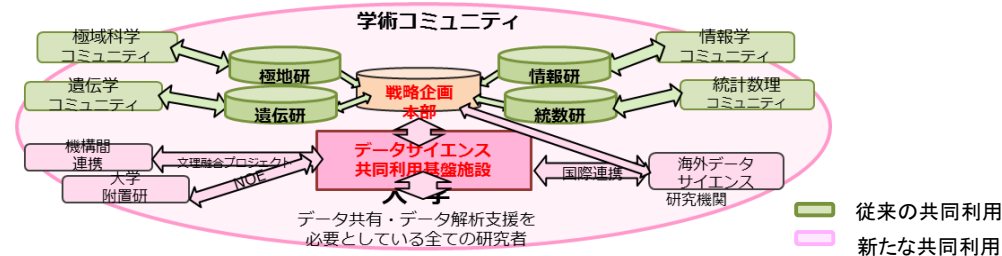 学術コミュニティ
極域科学
コミュニティ
情報学
コミュニティ
極地研
情報研
遺伝学
コミュニティ
戦略企画
本部
統計数理
コミュニティ
遺伝研
統数研
機構間
連携
文理融合プロジェクト
データサイエンス
共同利用基盤施設
国際連携
海外データ
サイエンス
研究機関
大学
附置研
NOE
大学
データ共有・データ解析支援を
必要としている全ての研究者
従来の共同利用
新たな共同利用